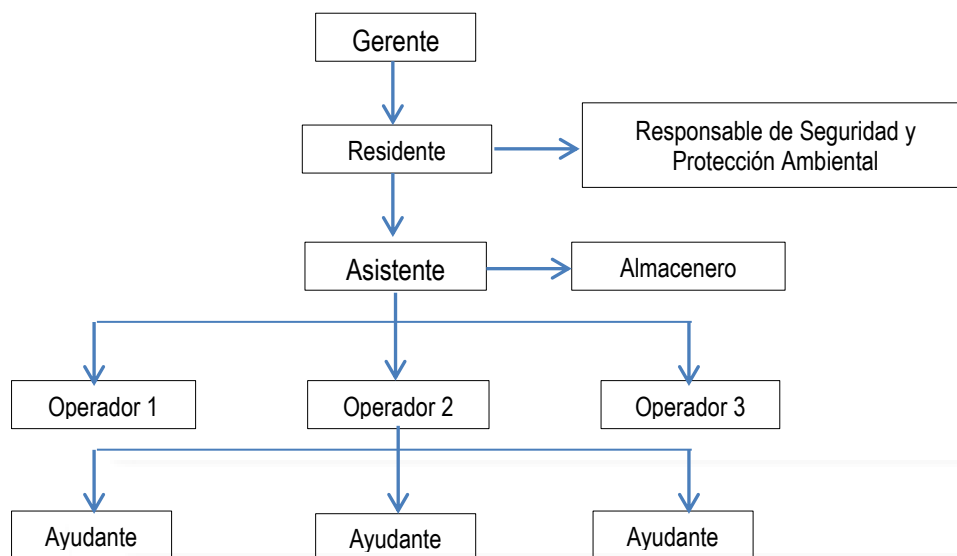 Gerente
Residente
Responsable de Seguridad y
Protección Ambiental
Asistente
Almacenero
Operador 1
Operador 2
Operador 3
Ayudante
Ayudante
Ayudante